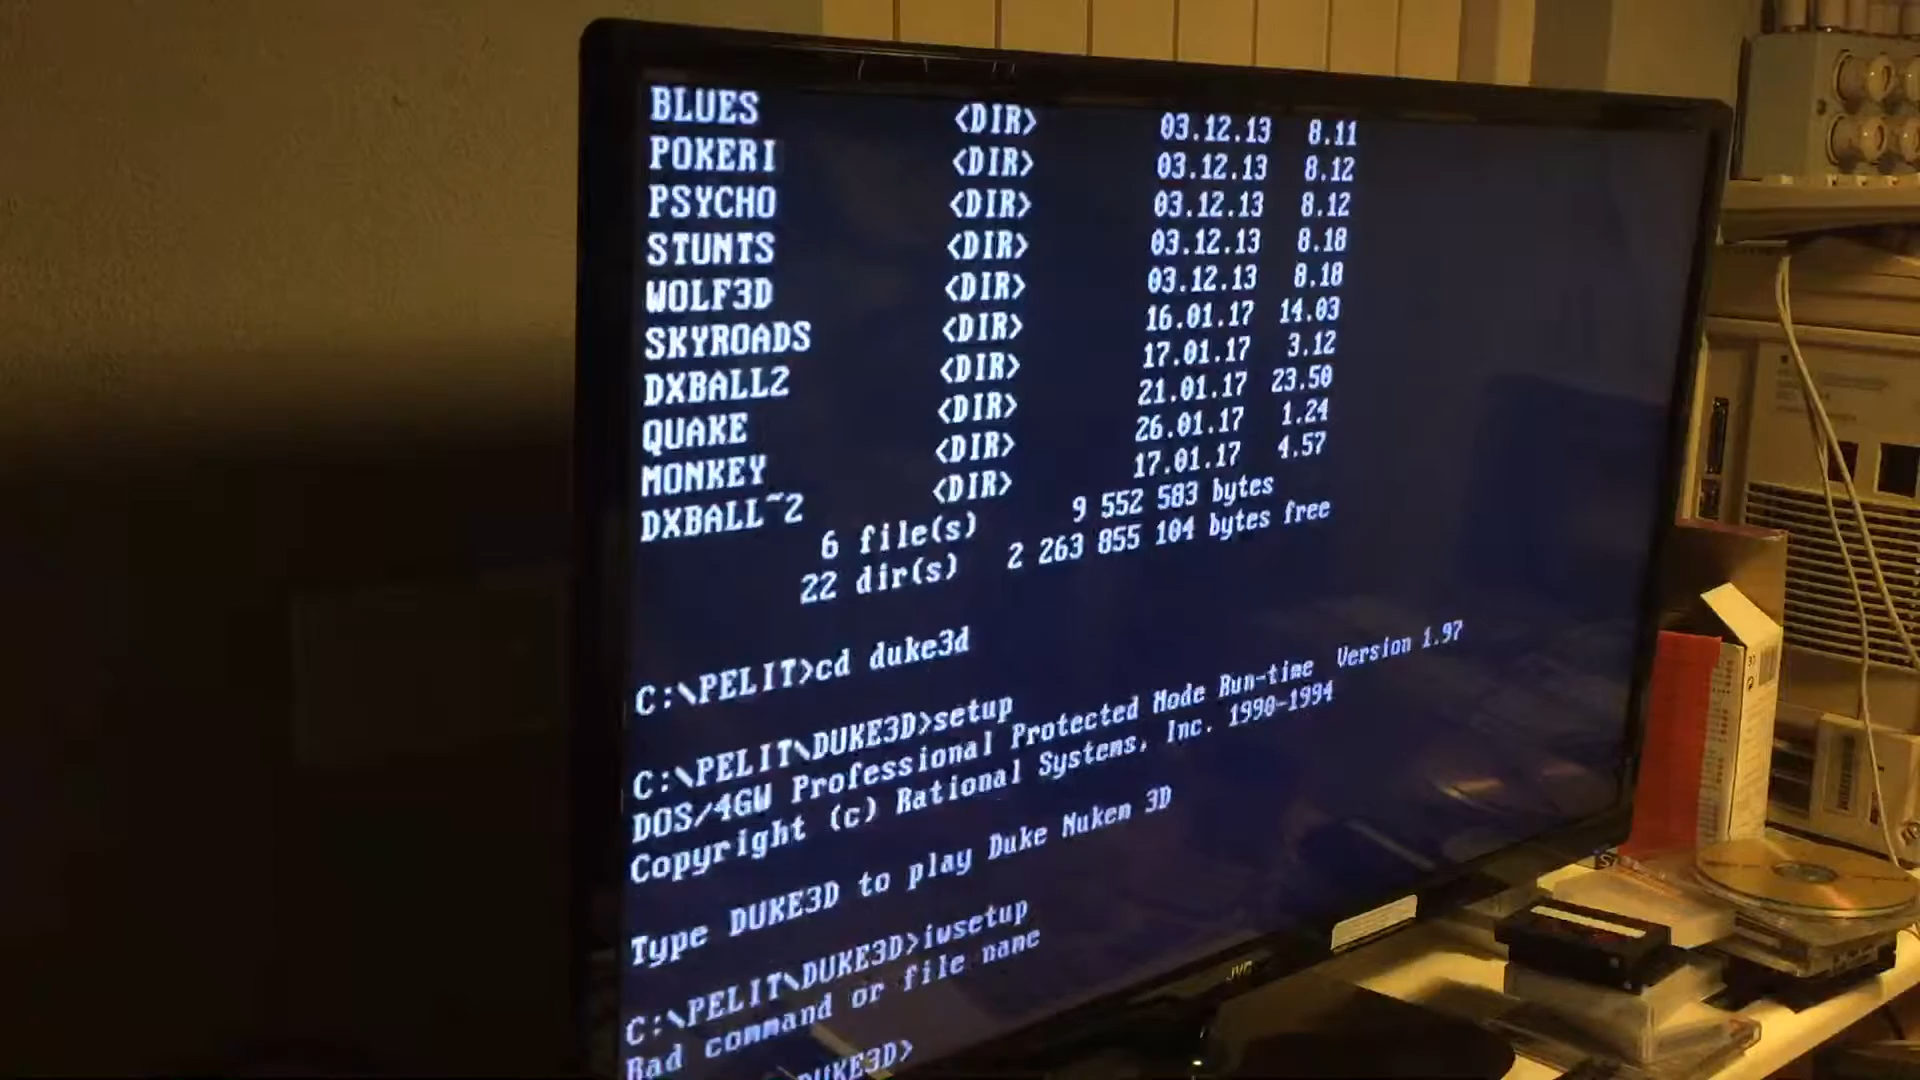 BLUES <DIR> 03.12.13 8.11
POKERI <DIR> 03.12.13 8.12
PSYCHO <DIR> 03.12.13 8.12
STUNTS <DIR> 03.12.13 8.18
WOLF3D <DIR> 03.12.13 8.18
SKYROADS <DIR> 16.01.17 14.03
DXBALL2 <DIR> 17.01.17 3.12
QUAKE <DIR> 21.01.17 23.50
MONKEY <DIR> 26.01.17 1.24
DXBALL~2 <DIR> 17.01.17 4.57
6 file(s) 9 552 583 bytes
22 dir(s) 2 263 855 104 bytes free
C:\PELIT>cd duke3d
C:\PELIT\DUKE3D>setup
DOS/4GW Professional Protected Mode Run-time Version 1.97
Copyright (c) Rational Systems, Inc. 1990-1994
Type DUKE3D to play Duke Nukem 3D
C:\PELIT\DUKE3D>iwsetup
Bad command or file name
DUKE3D>
JVC